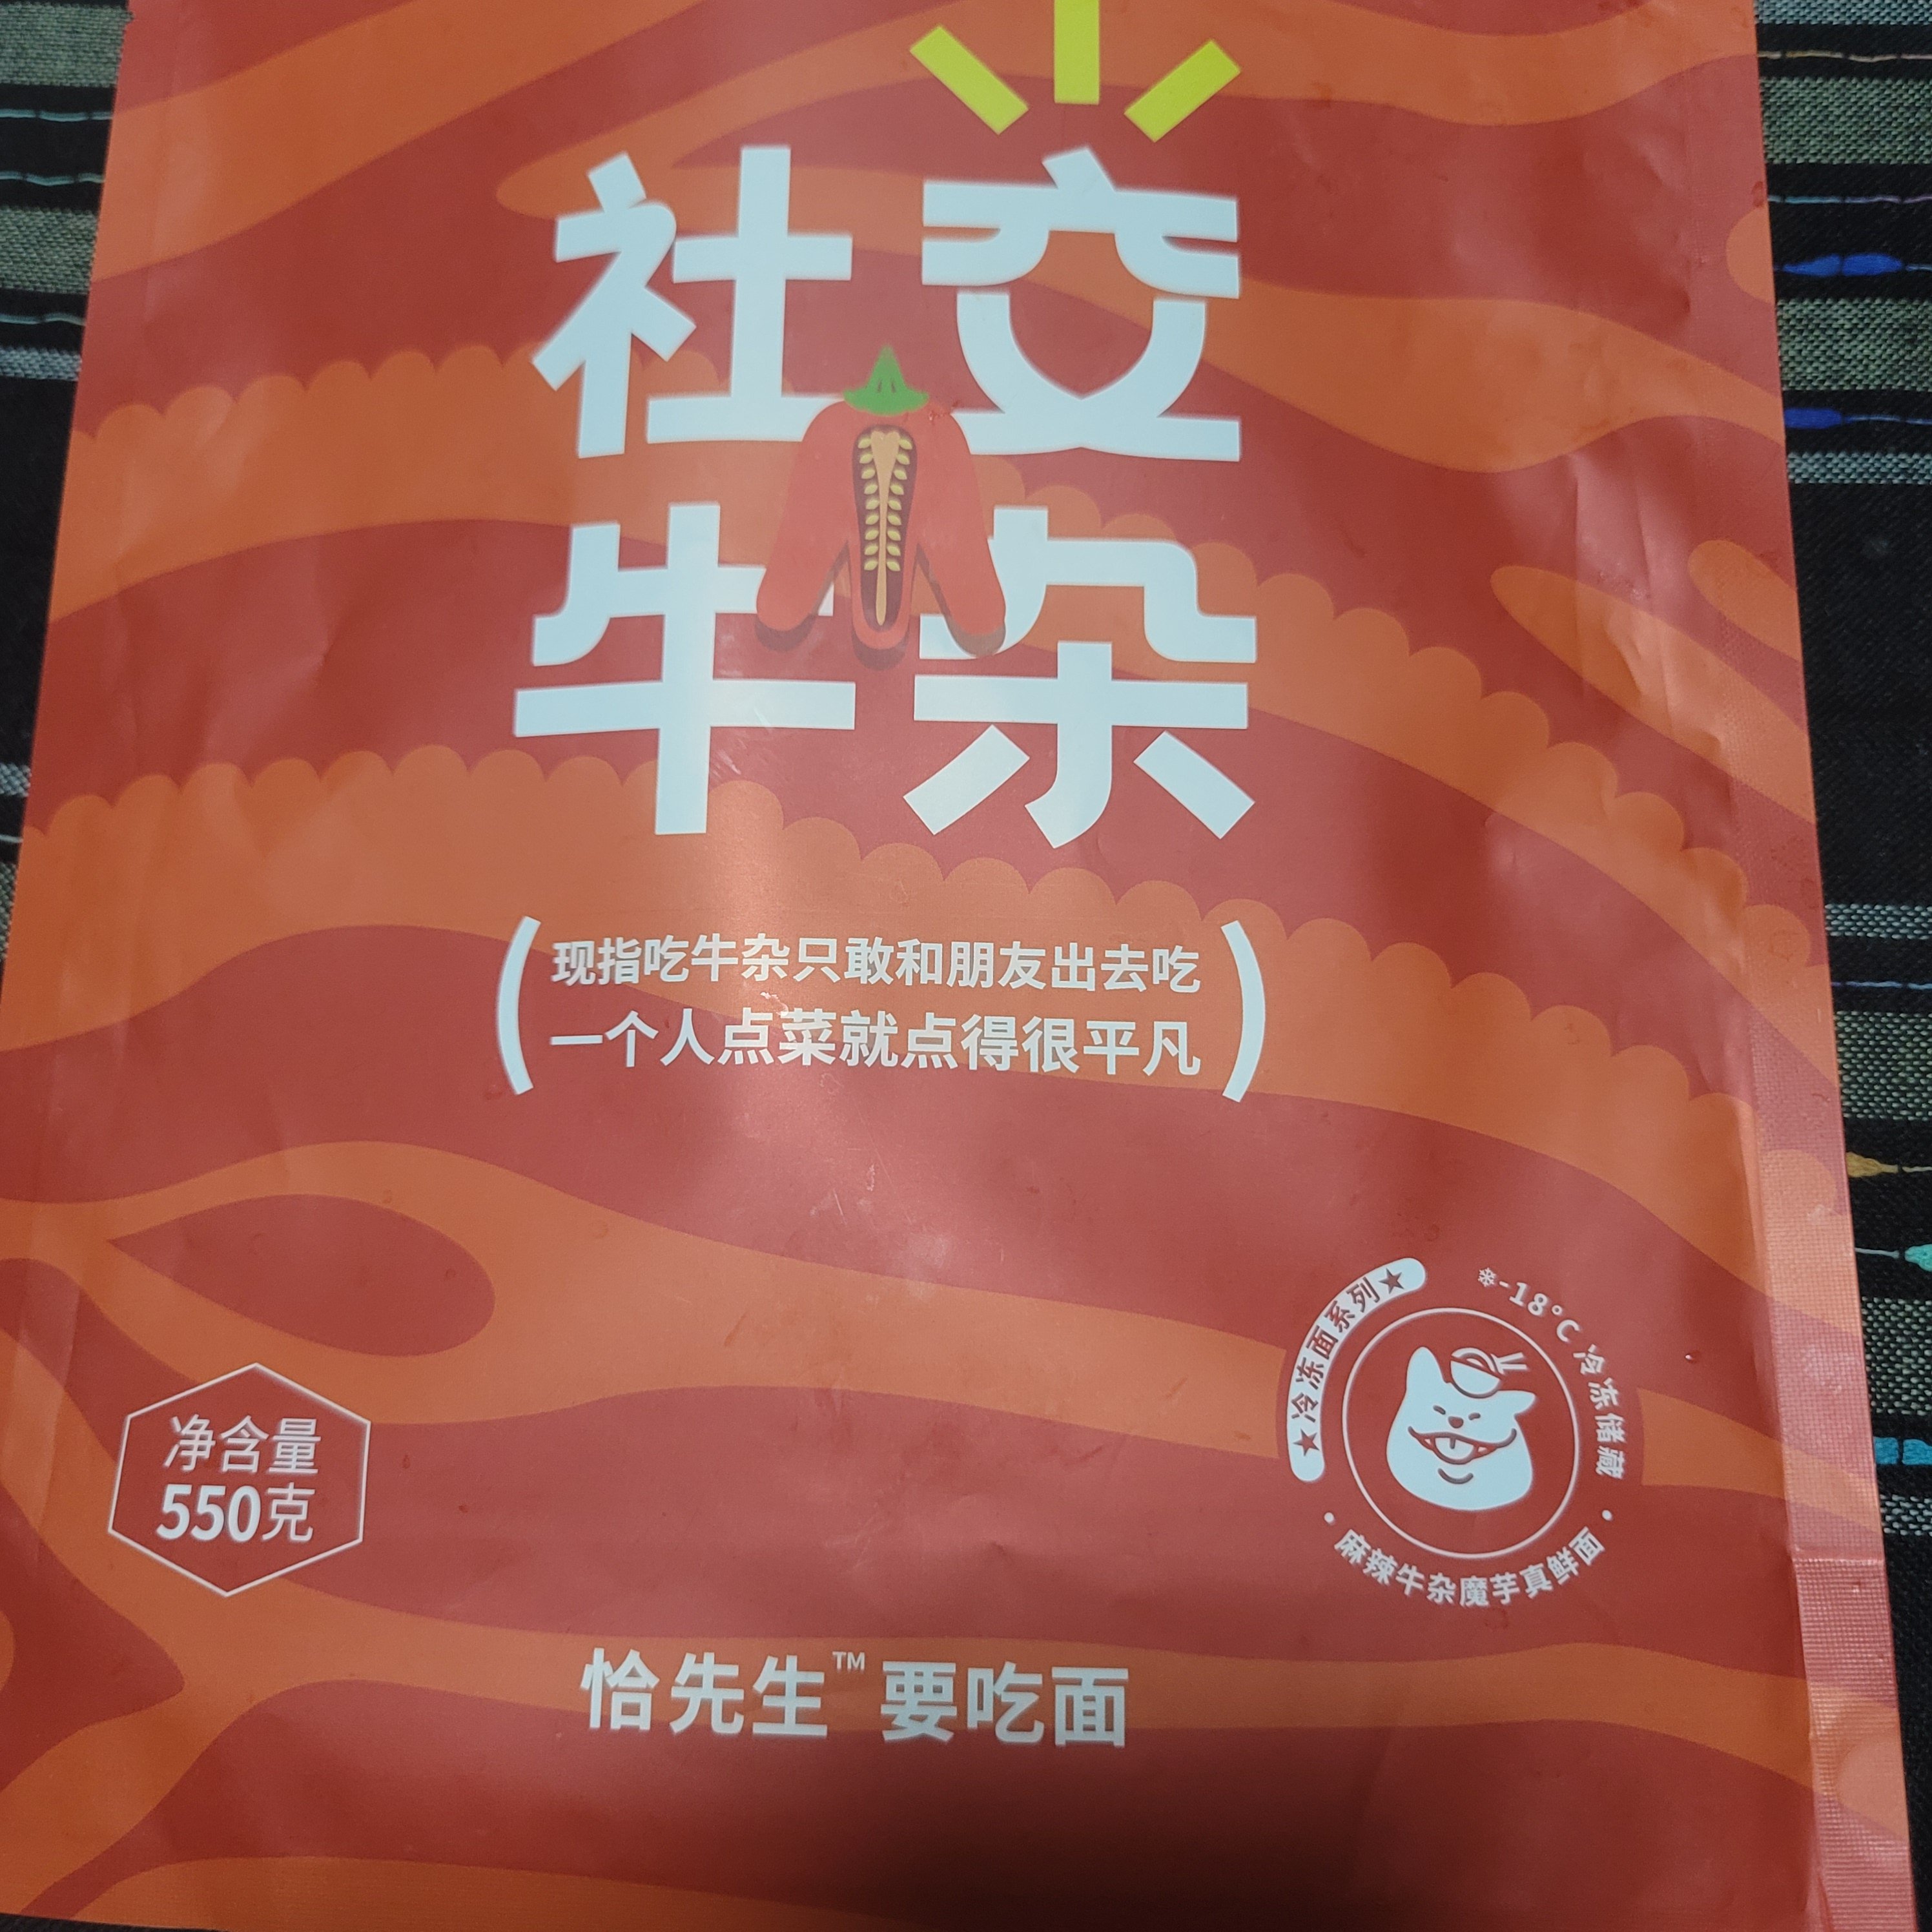 社交
牛杂
现指吃牛杂只敢和朋友出去吃
一个人点菜就点得很平凡
★冷冻面系列★
❄-18°C 冷冻储藏
·麻辣牛杂魔芋真鲜面·
净含量
550克
恰先生™ 要吃面